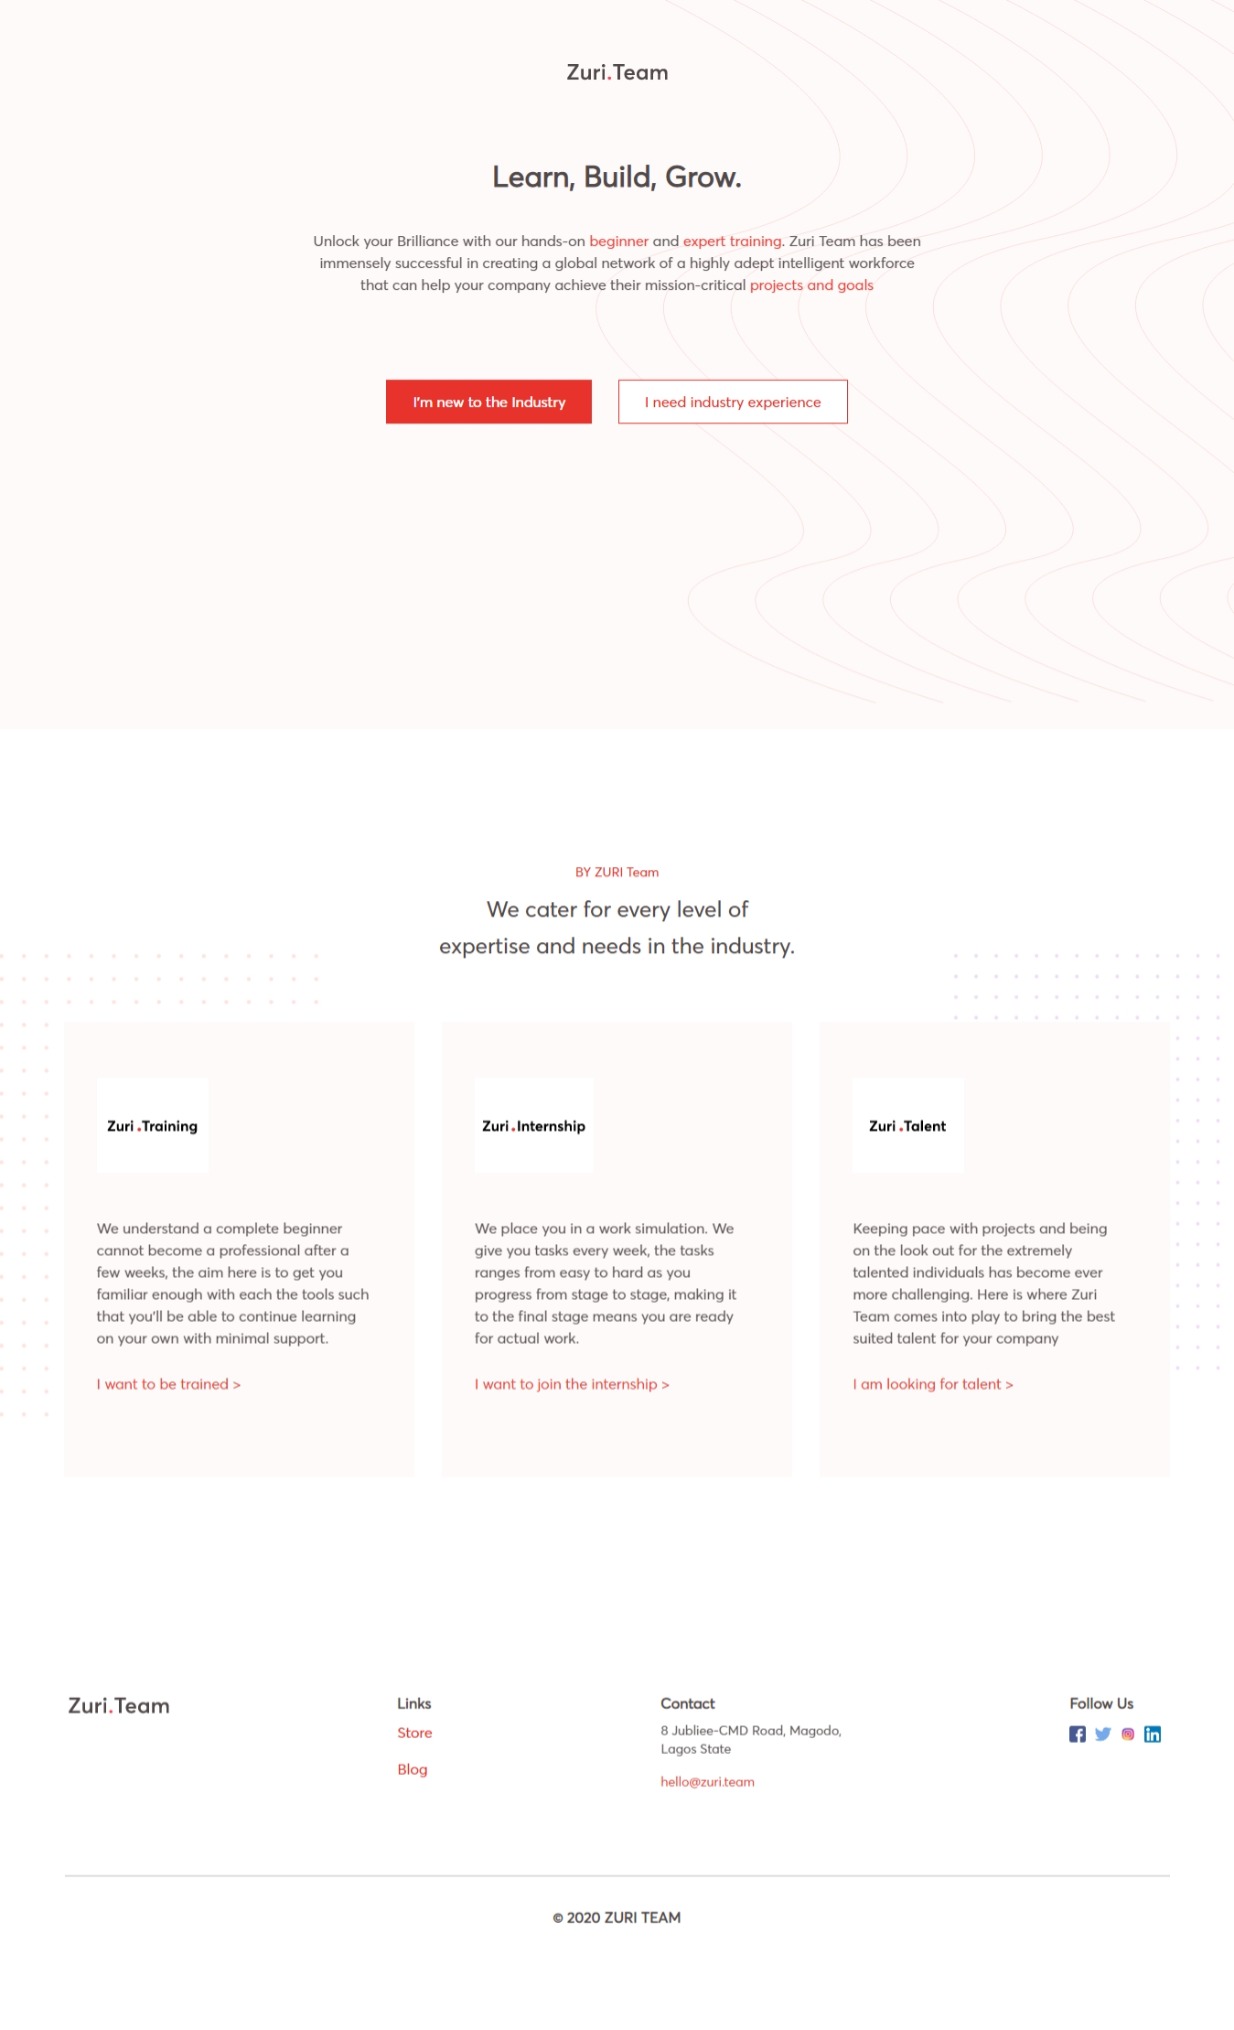 Zuri.Team
Learn, Build, Grow.
Unlock your Brilliance with our hands-on beginner and expert training. Zuri Team has been
immensely successful in creating a global network of a highly adept intelligent workforce
that can help your company achieve their mission-critical projects and goals
I'm new to the Industry
I need industry experience
BY ZURI Team
We cater for every level of
expertise and needs in the industry.
Zuri.Training
We understand a complete beginner
cannot become a professional after a
few weeks, the aim here is to get you
familiar enough with each the tools such
that you'll be able to continue learning
on your own with minimal support.
I want to be trained >
Zuri.Internship
We place you in a work simulation. We
give you tasks every week, the tasks
ranges from easy to hard as you
progress from stage to stage, making it
to the final stage means you are ready
for actual work.
I want to join the internship >
Zuri.Talent
Keeping pace with projects and being
on the look out for the extremely
talented individuals has become ever
more challenging. Here is where Zuri
Team comes into play to bring the best
suited talent for your company
I am looking for talent >
Zuri.Team
Links
Store
Blog
Contact
8 Jubliee-CMD Road, Magodo,
Lagos State
hello@zuri.team
Follow Us
© 2020 ZURI TEAM